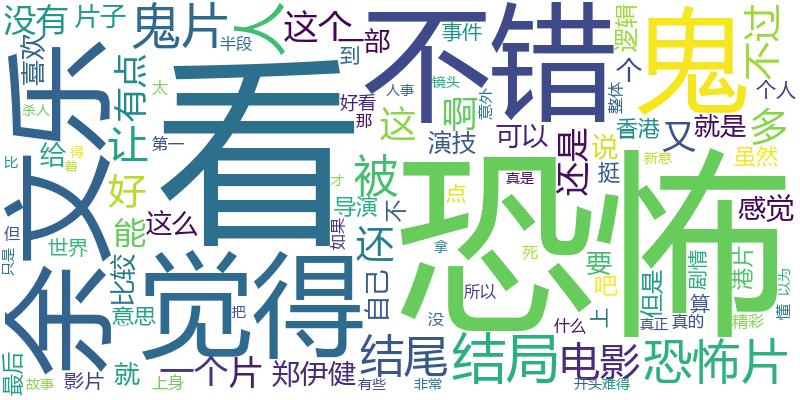 没有
片子
鬼片
半段
人
这个
一部
到
不错
事件
鬼
逻辑
不过
喜欢
杀人
有点
太
让
给
好
第一
余文乐
看
人事
好看
那
镜头
意外
啊
这
演技
可以
个
整体
香港
又
就是
个人
多
被
还是
说
挺
新意
虽然
比
得
着
能
这么
导演
不
点
真是
感觉
恐怖
但是
剧情
港片
要
吧
以为
懂
还
如果
才
自己
拿
死
所以
上
算
只是
世界
比较
意思
觉得
把
没
什么
真正
真的
精彩
最后
故事
影片
就
上身
一个
片
郑伊健
结尾
有些
非常
结局
电影
开头
难得
恐怖片